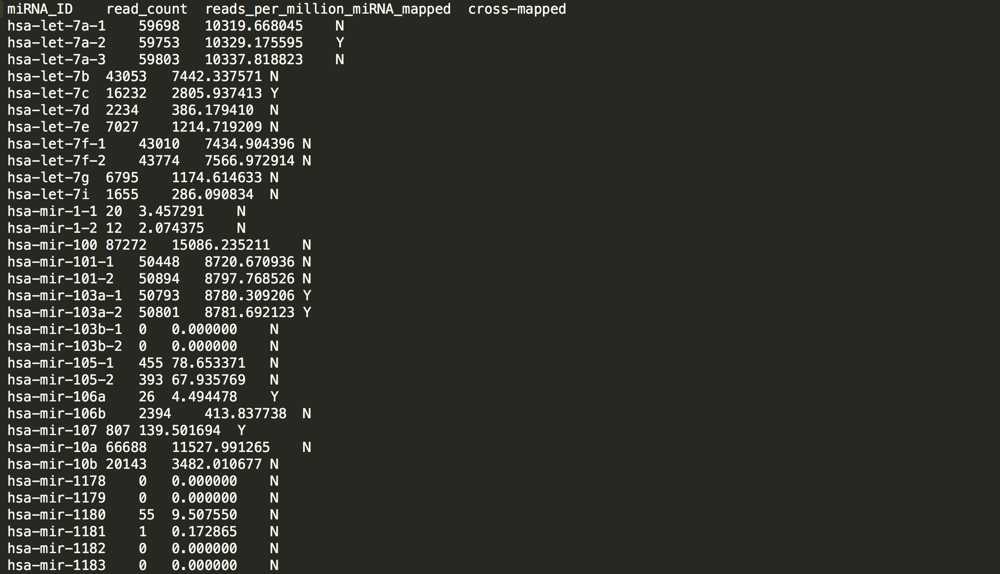 miRNA_ID	read_count	reads_per_million_miRNA_mapped	cross-mapped
hsa-let-7a-1	59698	10319.668045	N
hsa-let-7a-2	59753	10329.175595	Y
hsa-let-7a-3	59803	10337.818823	N
hsa-let-7b	43053	7442.337571	N
hsa-let-7c	16232	2805.937413	Y
hsa-let-7d	2234	386.179410	N
hsa-let-7e	7027	1214.719209	N
hsa-let-7f-1	43010	7434.904396	N
hsa-let-7f-2	43774	7566.972914	N
hsa-let-7g	6795	1174.614633	N
hsa-let-7i	1655	286.090834	N
hsa-mir-1-1	20	3.457291	N
hsa-mir-1-2	12	2.074375	N
hsa-mir-100	87272	15086.235211	N
hsa-mir-101-1	50448	8720.670936	N
hsa-mir-101-2	50894	8797.768526	N
hsa-mir-103a-1	50793	8780.309206	Y
hsa-mir-103a-2	50801	8781.692123	Y
hsa-mir-103b-1	0	0.000000	N
hsa-mir-103b-2	0	0.000000	N
hsa-mir-105-1	455	78.653371	N
hsa-mir-105-2	393	67.935769	N
hsa-mir-106a	26	4.494478	Y
hsa-mir-106b	2394	413.837738	N
hsa-mir-107	807	139.501694	Y
hsa-mir-10a	66688	11527.991265	N
hsa-mir-10b	20143	3482.010677	N
hsa-mir-1178	0	0.000000	N
hsa-mir-1179	0	0.000000	N
hsa-mir-1180	55	9.507550	N
hsa-mir-1181	1	0.172865	N
hsa-mir-1182	0	0.000000	N
hsa-mir-1183	0	0.000000	N